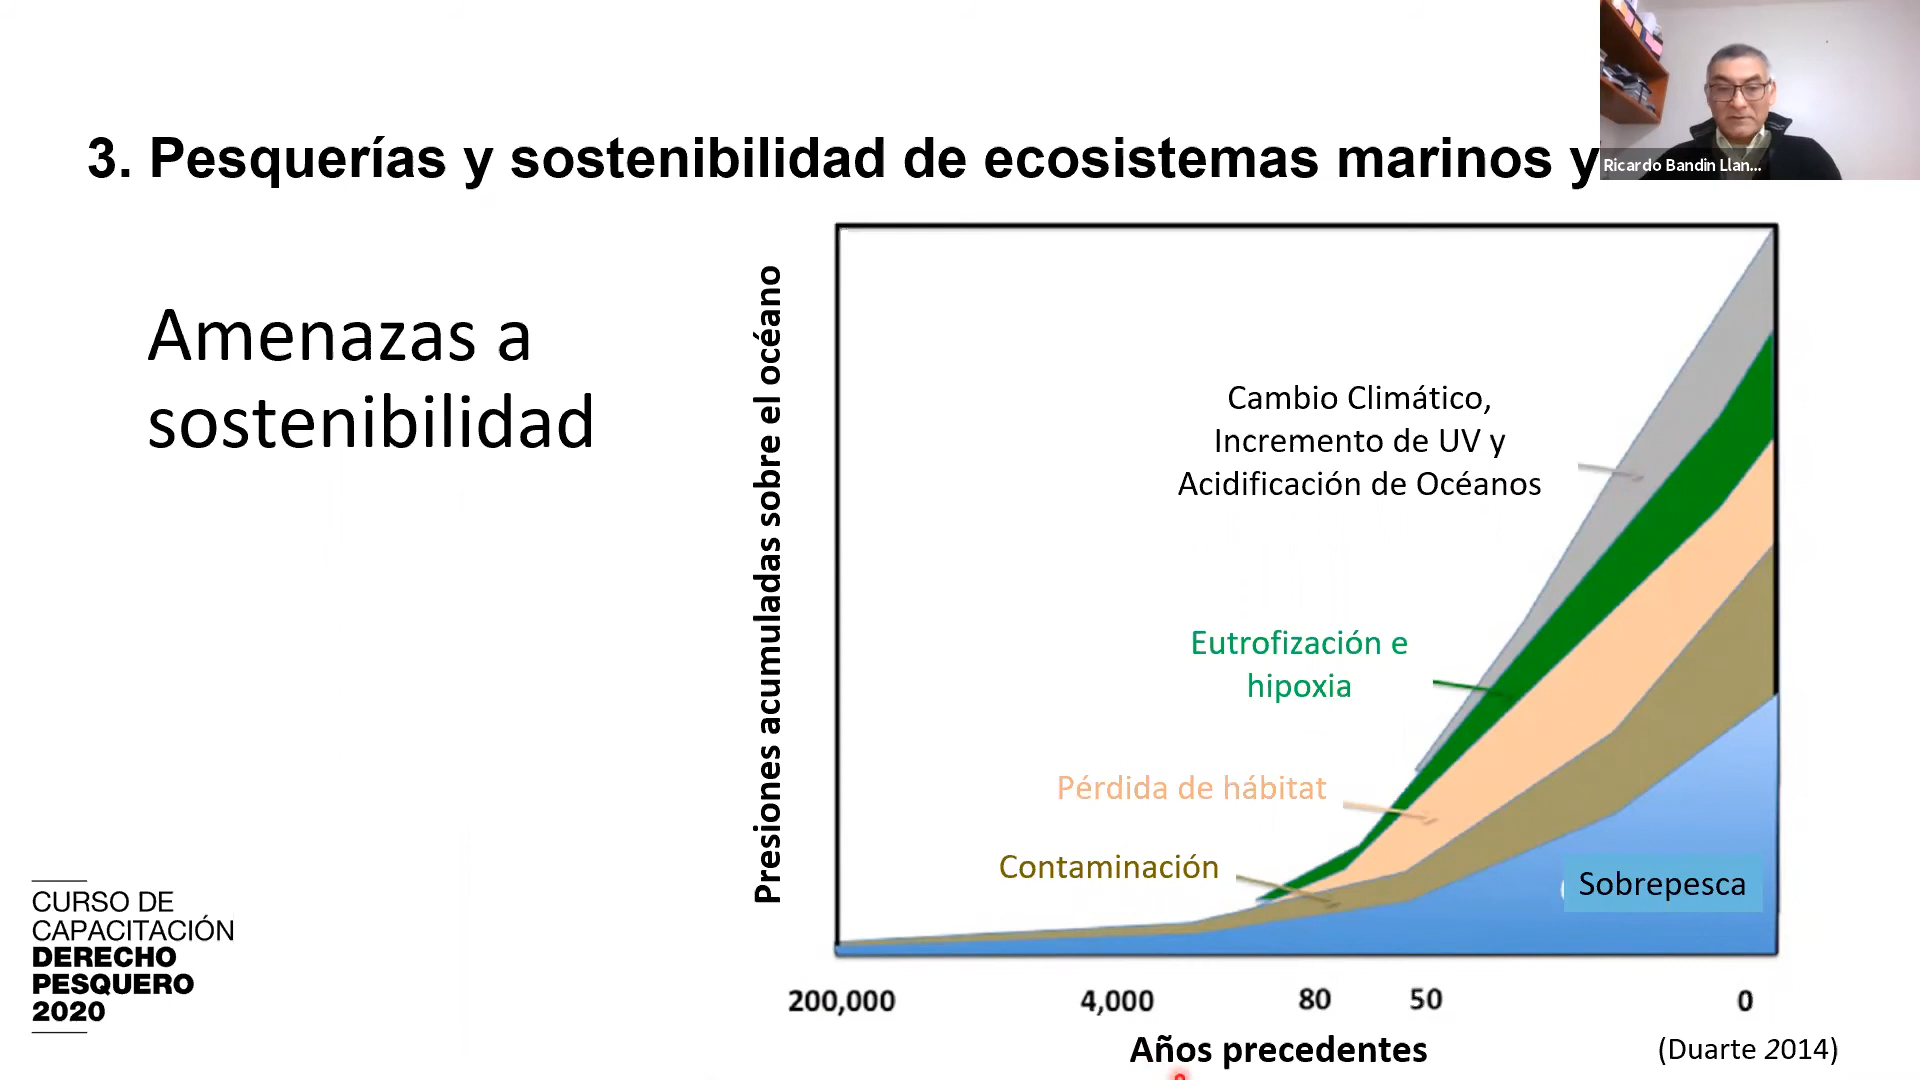 Ricardo Bandin Llan...
3. Pesquerías y sostenibilidad de ecosistemas marinos y
Amenazas a
sostenibilidad
Presiones acumuladas sobre el océano
Cambio Climático,
Incremento de UV y
Acidificación de Océanos
Eutrofización e
hipoxia
Pérdida de hábitat
Contaminación
Sobrepesca
200,000 4,000 80 50 0
Años precedentes
(Duarte 2014)
CURSO DE
CAPACITACIÓN
DERECHO
PESQUERO
2020